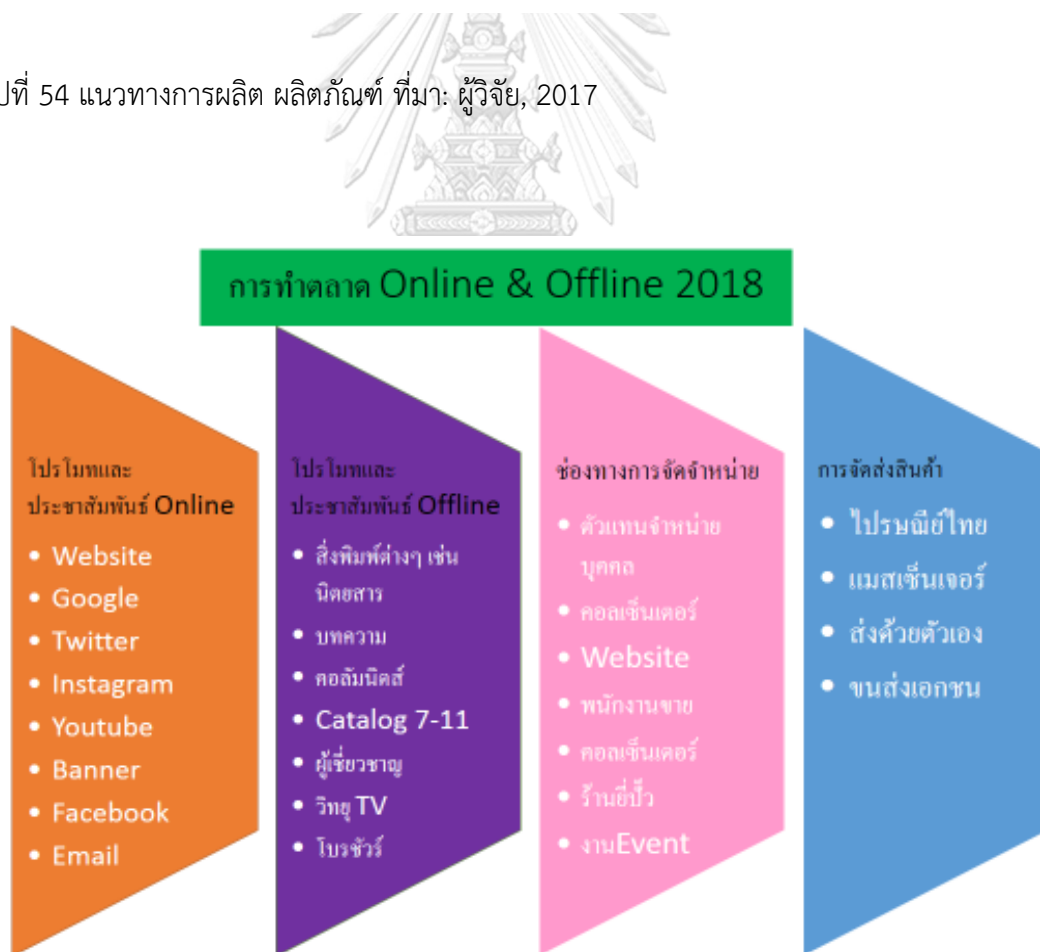 ปที่ 54 แนวทางการผลิต ผลิตภัณฑ์ ที่มา: ผู้วิจัย, 2017
การทำตลาด Online & Offline 2018
โปรโมทและ
ประชาสัมพันธ์ Online
• Website
• Google
• Twitter
• Instagram
• Youtube
• Banner
• Facebook
• Email
โปรโมทและ
ประชาสัมพันธ์ Offline
• สิ่งพิมพ์ต่างๆ เช่น
นิตยสาร
• บทความ
• คอลัมนิตส์
• Catalog 7-11
• ผู้เชี่ยวชาญ
• วิทยุ TV
• โบรชัวร์
ช่องทางการจัดจำหน่าย
• ตัวแทนจำหน่าย
บุคคล
• คอลเซ็นเตอร์
• Website
• พนักงานขาย
• คอลเซ็นเตอร์
• ร้านยี่ปั๊ว
• งานEvent
การจัดส่งสินค้า
• ไปรษณีย์ไทย
• แมสเซ็นเจอร์
• ส่งด้วยตัวเอง
• ขนส่งเอกชน